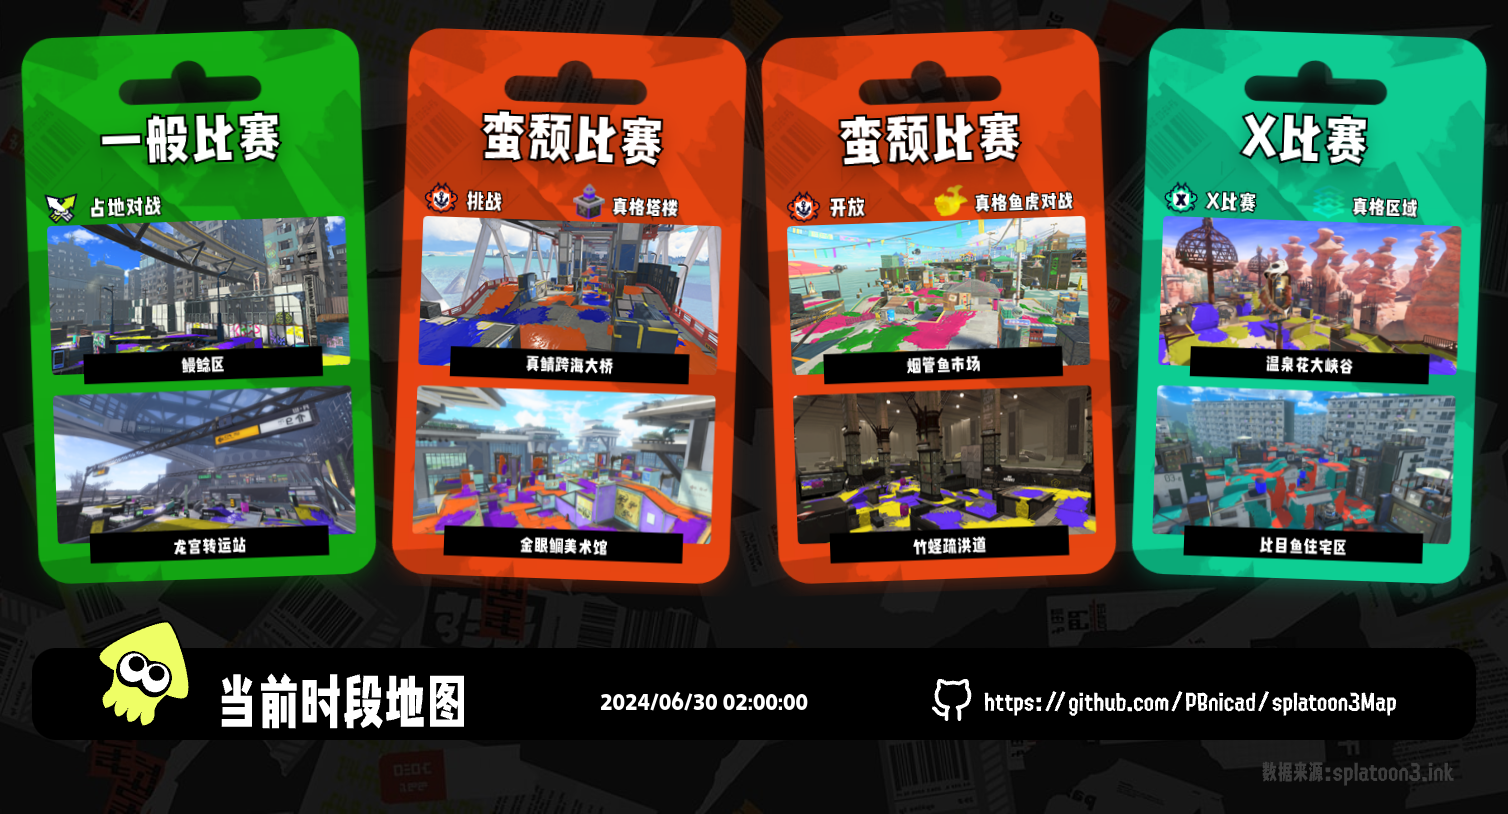 一般比赛
占地对战
鳗鲶区
龙宫转运站
蛮颓比赛
挑战
真格塔楼
真鲭跨海大桥
金眼鲷美术馆
蛮颓比赛
开放
真格鱼虎对战
烟管鱼市场
竹蛏疏洪道
X比赛
X比赛
真格区域
温泉花大峡谷
比目鱼住宅区
当前时段地图
2024/06/30 02:00:00
https://github.com/PBnicad/splatoon3Map
数据来源:splatoon3.ink